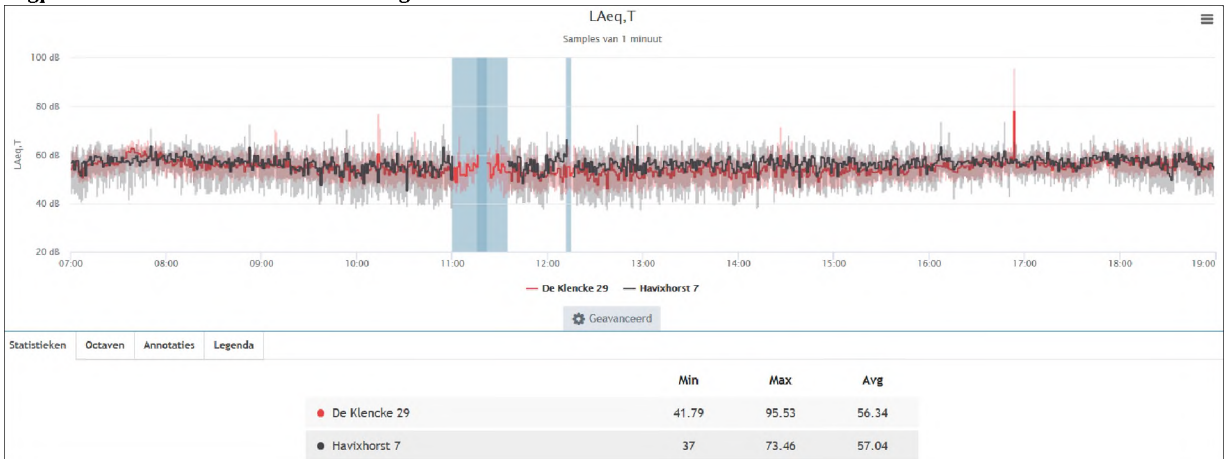 LAeq,T
Samples van 1 minuut
100 dB
80 dB
60 dB
40 dB
20 dB
LAeq,T
07:00 08:00 09:00 10:00 11:00 12:00 13:00 14:00 15:00 16:00 17:00 18:00 19:00
De Klencke 29 Havixhorst 7
Geavanceerd
Statistieken Octaven Annotaties Legenda
Min Max Avg
De Klencke 29 41.79 95.53 56.34
Havixhorst 7 37 73.46 57.04